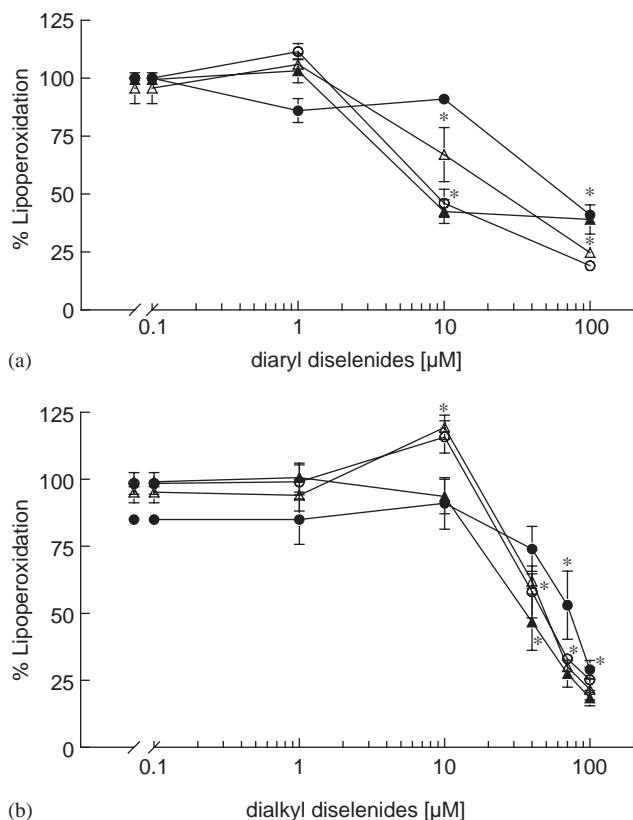 125
100
75
50
25
0
% Lipoperoxidation
*
*
*
*
0.1 1 10 100
(a)
diaryl diselenides [µM]
125
100
75
50
25
0
% Lipoperoxidation
*
*
*
*
*
*
0.1 1 10 100
(b)
dialkyl diselenides [µM]